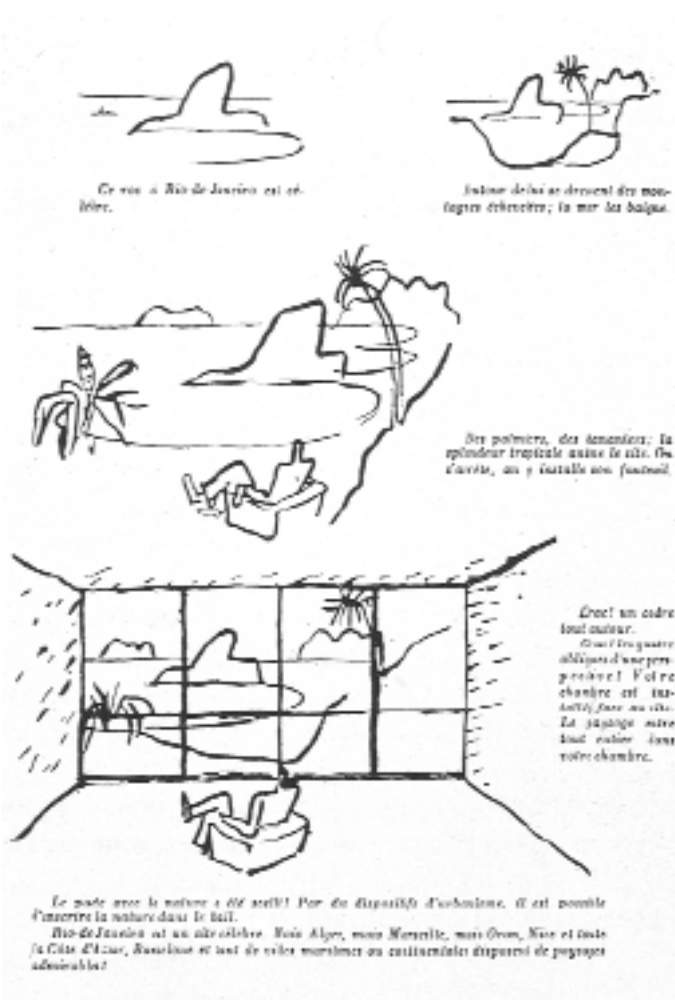 Ce roc à Rio-de-Janeiro est cé-
lèbre.
Autour de lui se dressent des mon-
tagnes échevelées; la mer les baigne.
Des palmiers, des bananiers; la
splendeur tropicale anime le site. On
s'arrête, on y installe son fauteuil.
Crac! un cadre
tout autour.
Crac! les quatre
obliques d'une pers-
pective! Votre
chambre est ins-
tallée face au site.
Le paysage entre
tout entier dans
votre chambre.
Le pacte avec la nature a été scellé! Par des dispositifs d'urbanisme, il est possible
d'inscrire la nature dans le bail.
Rio-de-Janeiro est un site célèbre. Mais Alger, mais Marseille, mais Oran, Nice et toute
la Côte d'Azur, Barcelone et tant de villes maritimes ou continentales disposent de paysages
admirables!